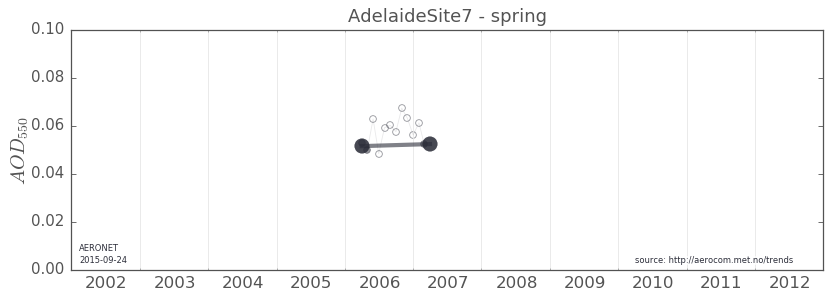 AdelaideSite7 - spring
0.10
0.08
0.06
0.04
0.02
0.00
AOD550
AERONET
2015-09-24
source: http://aerocom.met.no/trends
2002 2003 2004 2005 2006 2007 2008 2009 2010 2011 2012